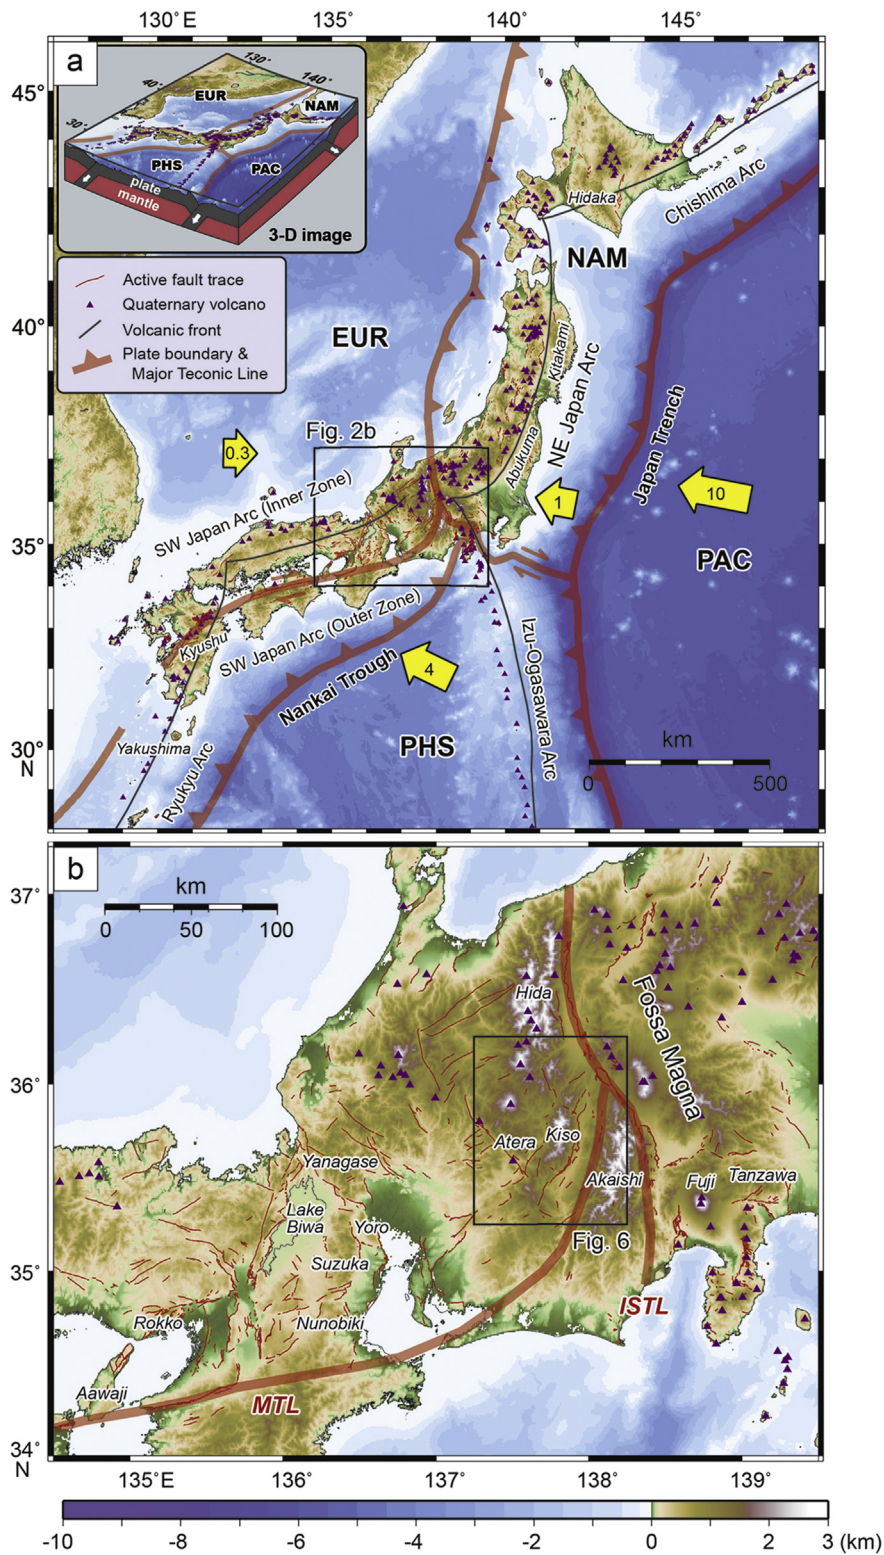 130°E 135° 140° 145°
a
45°
40°
35°
30°
N
130°
140°
40°
30°
EUR
NAM
PHS
PAC
plate
mantle
3-D image
Active fault trace
Quaternary volcano
Volcanic front
Plate boundary &
Major Teconic Line
Hidaka
Chishima Arc
NAM
EUR
Kitakami
NE Japan Arc
Abukuma
Japan Trench
Fig. 2b
0.3
1
10
SW Japan Arc (Inner Zone)
PAC
Kyushu
SW Japan Arc (Outer Zone)
4
Nankai Trough
Izu-Ogasawara Arc
Yakushima
Ryukyu Arc
PHS
km
0 500
b
km
0 50 100
37°
36°
35°
34°
N
Hida
Fossa Magna
Atera
Kiso
Akaishi
Yanagase
Fuji
Tanzawa
Lake
Biwa
Yoro
Fig. 6
Suzuka
ISTL
Rokko
Nunobiki
Aawaji
MTL
135°E 136° 137° 138° 139°
-10 -8 -6 -4 -2 0 2 3 (km)